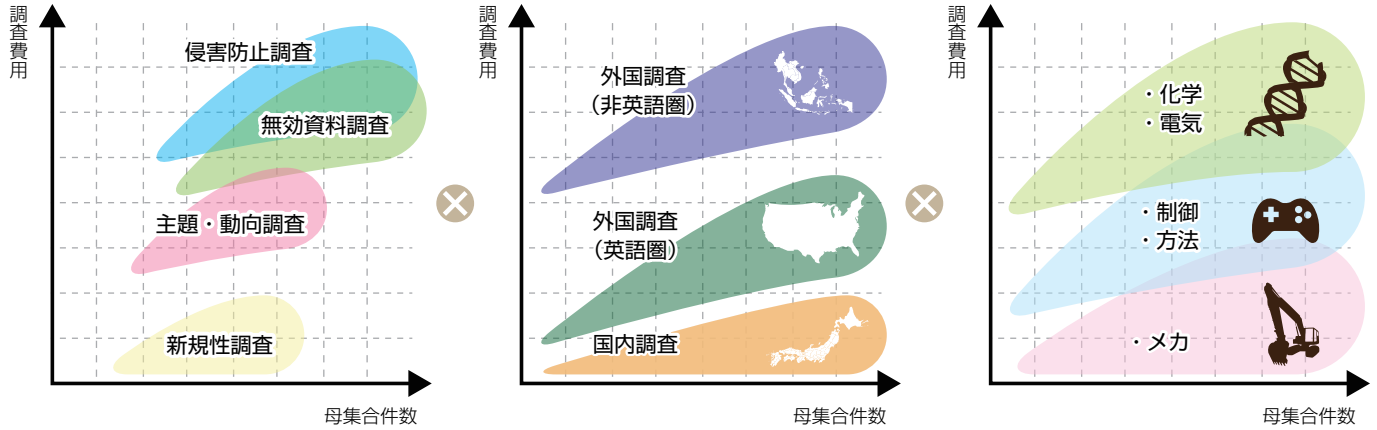 調査費用
侵害防止調査
無効資料調査
主題・動向調査
新規性調査
母集合件数
調査費用
外国調査
（非英語圏）
外国調査
（英語圏）
国内調査
母集合件数
調査費用
・化学
・電気
・制御
・方法
・メカ
母集合件数